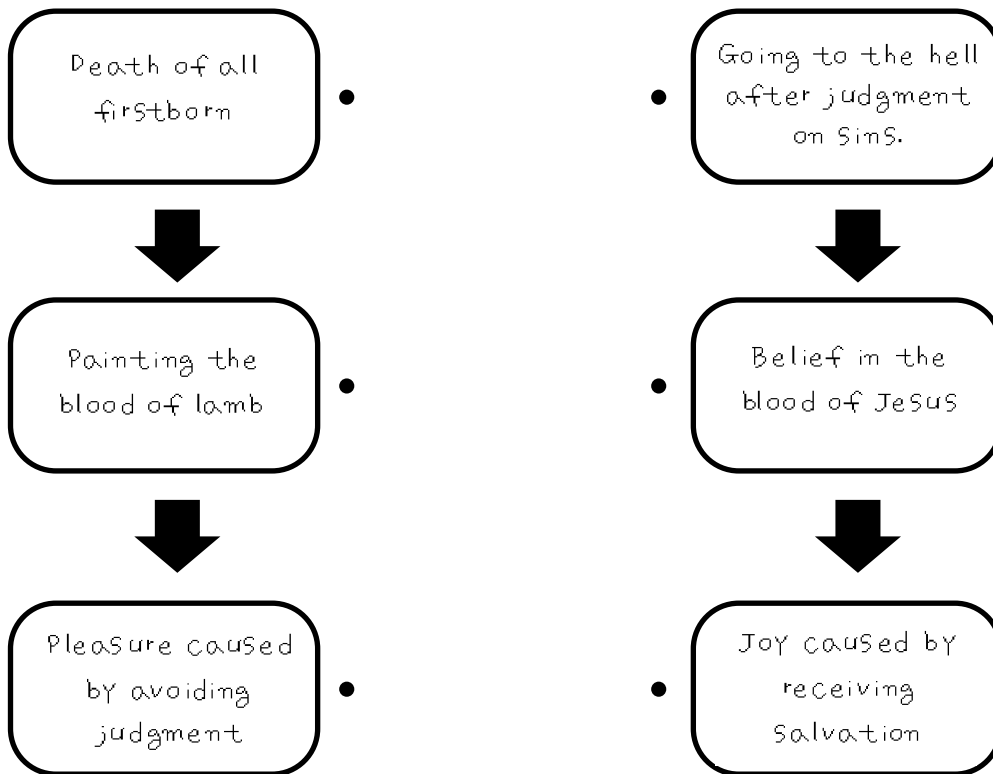 Death of all
firstborn
Going to the hell
after judgment
on sins.
Painting the
blood of lamb
Belief in the
blood of Jesus
Pleasure caused
by avoiding
judgment
Joy caused by
receiving
salvation